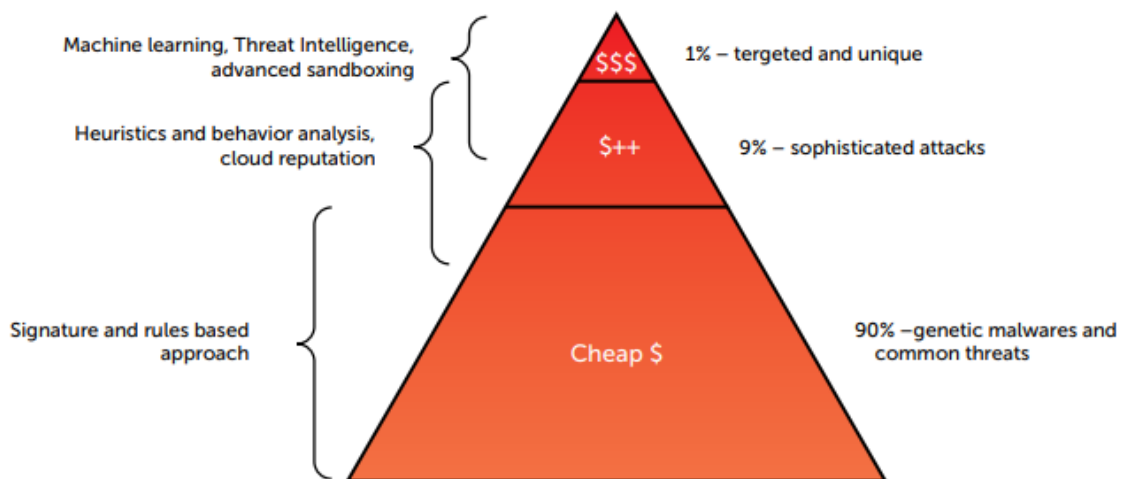 Machine learning, Threat Intelligence,
advanced sandboxing
$$$
1% – tergeted and unique
Heuristics and behavior analysis,
cloud reputation
$++
9% – sophisticated attacks
Signature and rules based
approach
Cheap $
90% –genetic malwares and
common threats